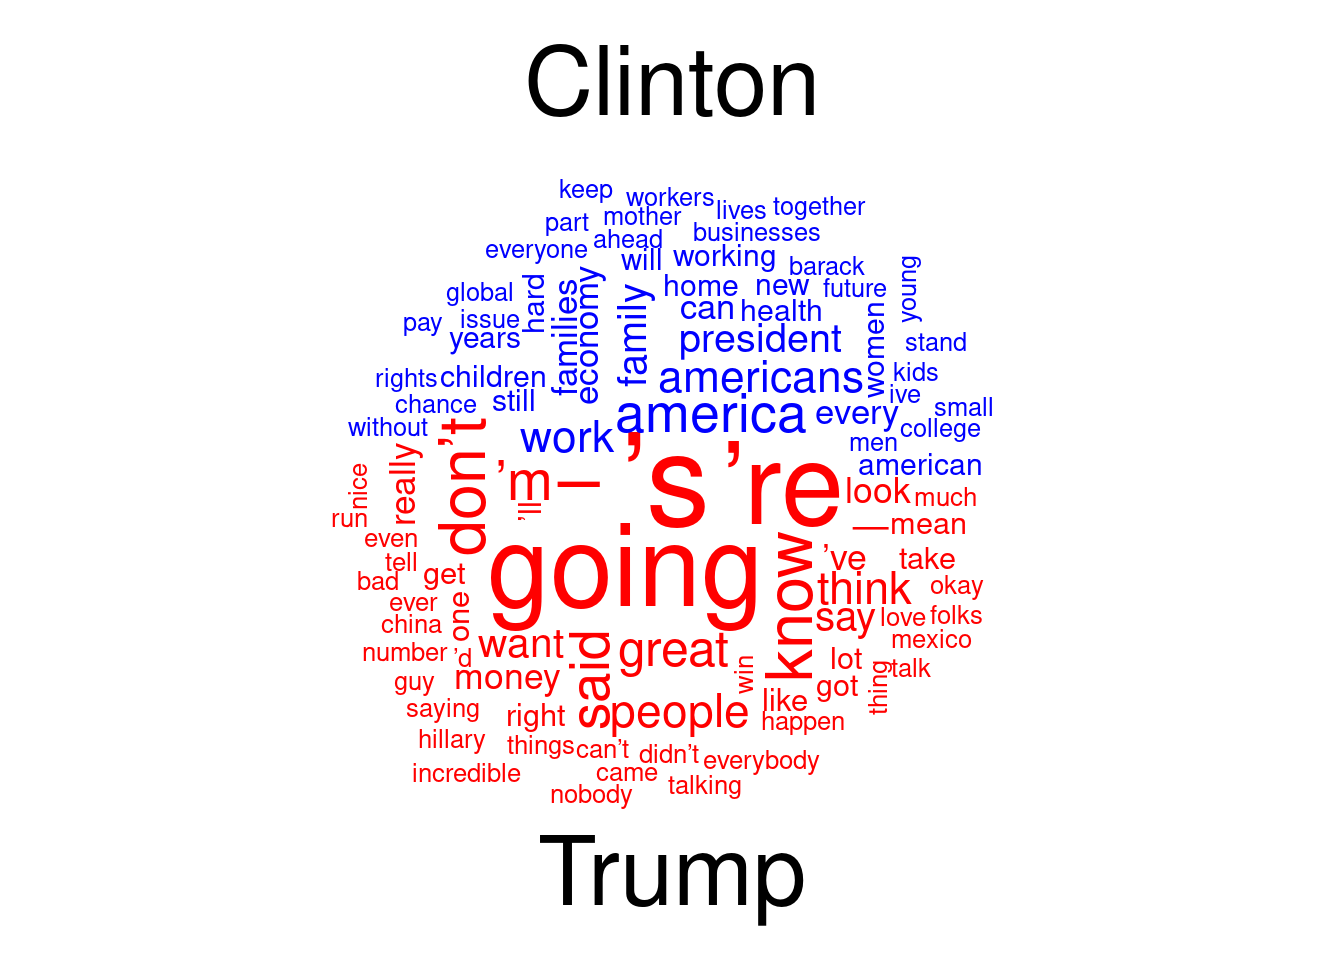 Clinton
keep workers lives together
part mother businesses
everyone ahead
will working barack
global hard families economy family home new future young
pay issue can health
years president women stand
rights children americans kids
chance still ive small
without america every college
work men
american
don’t ’m – ’s ’re look much
nice really
run ’ll — mean
even
tell going know ’ve take
bad get think okay
ever one say love folks
china mexico
number ’d want said great lot talk
guy money win got thing
saying right people like happen
hillary things can’t didn’t everybody
incredible came talking
nobody
Trump